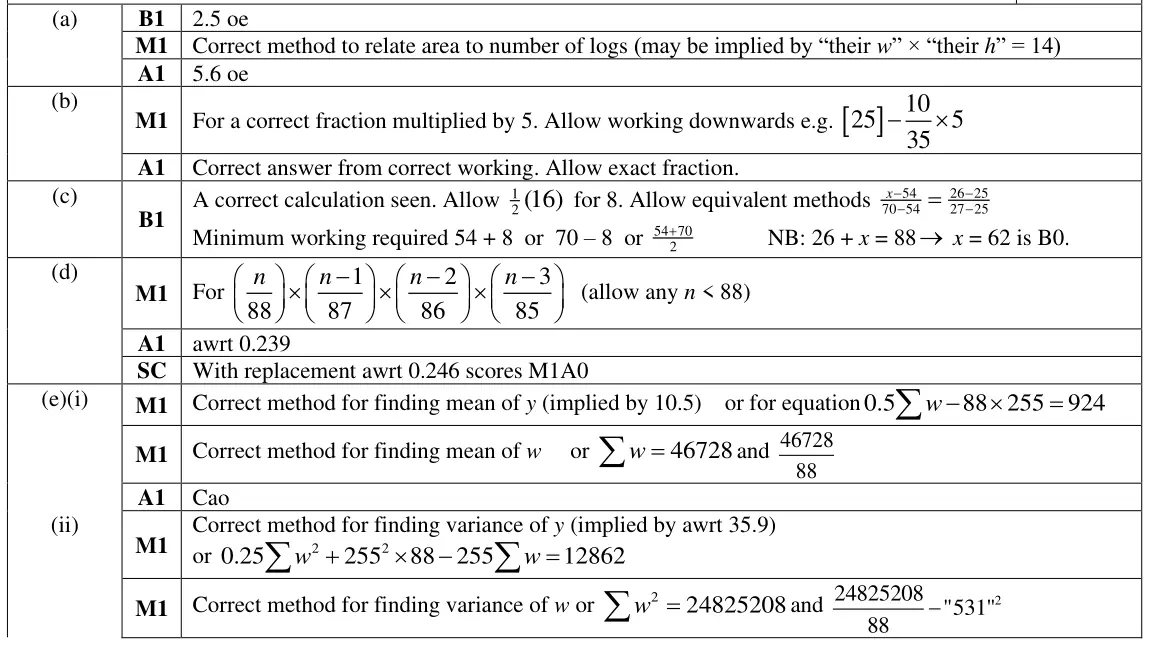 (a) B1 2.5 oe
M1 Correct method to relate area to number of logs (may be implied by “their w” × “their h” = 14)
A1 5.6 oe
(b) M1 For a correct fraction multiplied by 5. Allow working downwards e.g. [25] − 10/35 × 5
A1 Correct answer from correct working. Allow exact fraction.
(c) B1 A correct calculation seen. Allow ½(16) for 8. Allow equivalent methods (x−54)/(70−54) = (26−25)/(27−25)
Minimum working required 54 + 8 or 70 – 8 or (54+70)/2 NB: 26 + x = 88 → x = 62 is B0.
(d) M1 For (n/88) × ((n−1)/87) × ((n−2)/86) × ((n−3)/85) (allow any n < 88)
A1 awrt 0.239
SC With replacement awrt 0.246 scores M1A0
(e)(i) M1 Correct method for finding mean of y (implied by 10.5) or for equation 0.5∑w − 88 × 255 = 924
M1 Correct method for finding mean of w or ∑w = 46728 and 46728/88
A1 Cao
(ii) M1 Correct method for finding variance of y (implied by awrt 35.9)
or 0.25∑w² + 255² × 88 − 255∑w = 12862
M1 Correct method for finding variance of w or ∑w² = 24825208 and 24825208/88 − "531"²